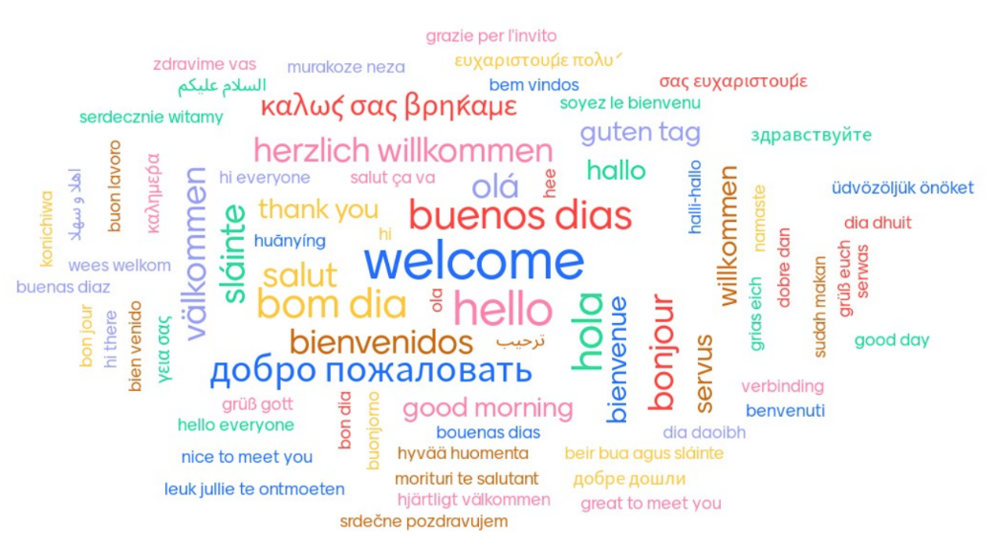 grazie per l'invito
zdravime vas
murakoze neza
ευχαριστουμ́ε πολυ ́
السلام عليكم
bem vindos
σας ευχαριστουμ́ε
καλως́ σας βρηκ́αμε
soyez le bienvenu
serdecznie witamy
guten tag
здравствуйте
herzlich willkommen
hallo
hi everyone
salut ça va
olá
hee
halli-hallo
üdvözöljük önöket
konichiwa
اهلا و سهلا
buon lavoro
καλημερ́α
välkommen
sláinte
thank you
buenos dias
willkommen
namaste
dia dhuit
huānyíng
hi
welcome
dobre dan
grüß euch
serwas
wees welkom
salut
sudah makan
buenas diaz
bom dia
ola
hello
hola
bienvenue
bonjour
grias eich
bon jour
hi there
bien venido
γεια σας
bienvenidos
ترحيب
servus
good day
добро пожаловать
verbinding
grüß gott
bon dia
buonjorno
good morning
benvenuti
hello everyone
bouenas dias
dia daoibh
nice to meet you
hyvää huomenta
beir bua agus sláinte
leuk jullie te ontmoeten
morituri te salutant
добре дошли
hjärtligt välkommen
great to meet you
srdečne pozdravujem